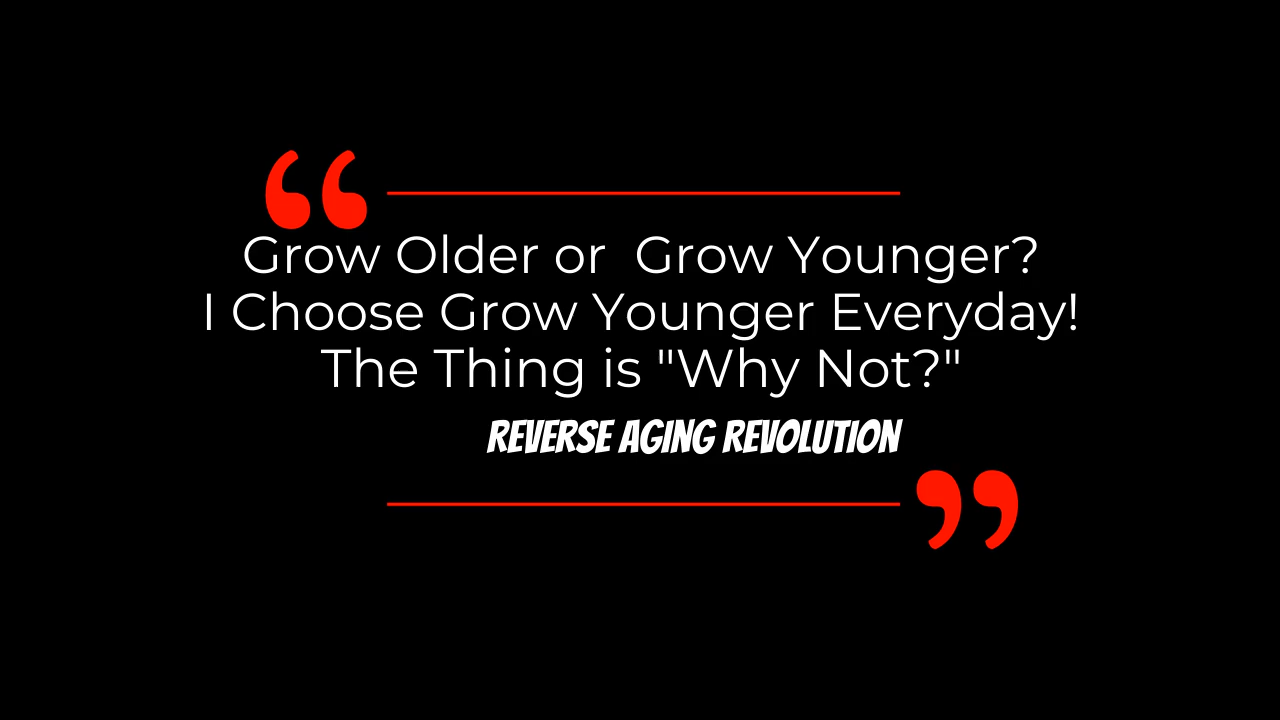 Grow Older or  Grow Younger?
I Choose Grow Younger Everyday!
The Thing is "Why Not?"
REVERSE AGING REVOLUTION